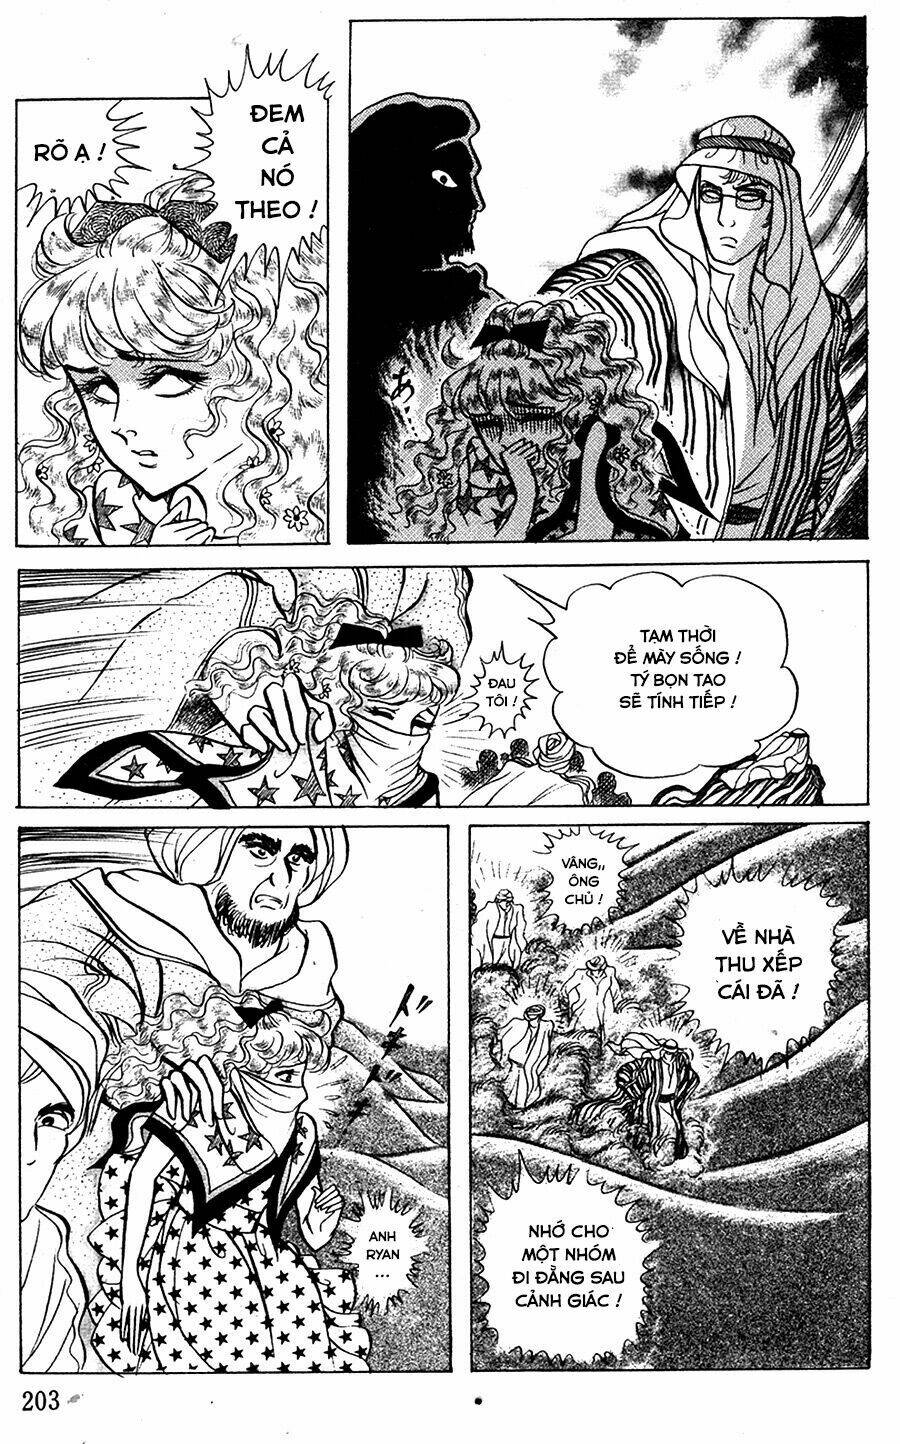 ĐEM
CẢ
NÓ
THEO !
RÕ Ạ !
あ、…
TẠM THỜI
ĐỂ MÀY SỐNG !
TÝ BỌN TAO
SẼ TÍNH TIẾP !
ĐAU
TÔI !
VÂNG,,
ÔNG
CHỦ !
VỀ NHÀ
THU XẾP
CÁI ĐÃ !
ANH
RYAN
...
NHỚ CHO
MỘT NHÓM
ĐI ĐẰNG SAU
CẢNH GIÁC !
203